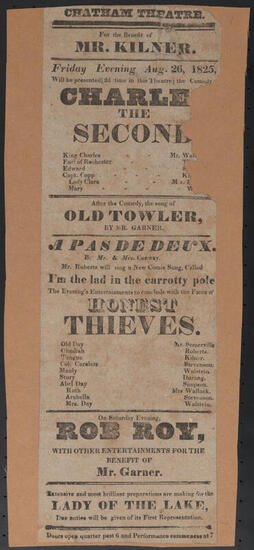 CHATHAM THEATRE.
For the Benefit of
MR. KILNER.
Friday Evening Aug. 26, 1825,
Will be presented, time in this Theatre, the Comedy
CHARLE
THE
SECOND
King Charles Mr. Wal
Earl of Rochester
Edward
Capt. Copp K
Lady Clara
Mary
After the Comedy, the song of
OLD TOWLER,
BY MR. GARNER.
A PAS DE DEUX.
By Mr. & Mrs. Conway.
Mr. Roberts will sing a New Comic Song, Called
I'm the lad in the carrotty pole
The Evening's Entertainments to conclude with the Farce of
HONEST
THIEVES.
Old Day Mr. Somerville
Obadiah Roberts.
Teague Kilner.
Col. Careless Stevenson.
Manly Walstein.
Story Durang.
Abel Day Simpson.
Ruth Mrs Wallack.
Arabella Stevenson.
Mrs. Day Walstein.
On Saturday Evening,
ROB ROY,
WITH OTHER ENTERTAINMENTS FOR THE
BENEFIT OF
Mr. Garner.
Extensive and most brilliant preparations are making for the
LADY OF THE LAKE,
Due notice will be given of its First Representation.
Doors open quarter past 6 and Performance commences at 7